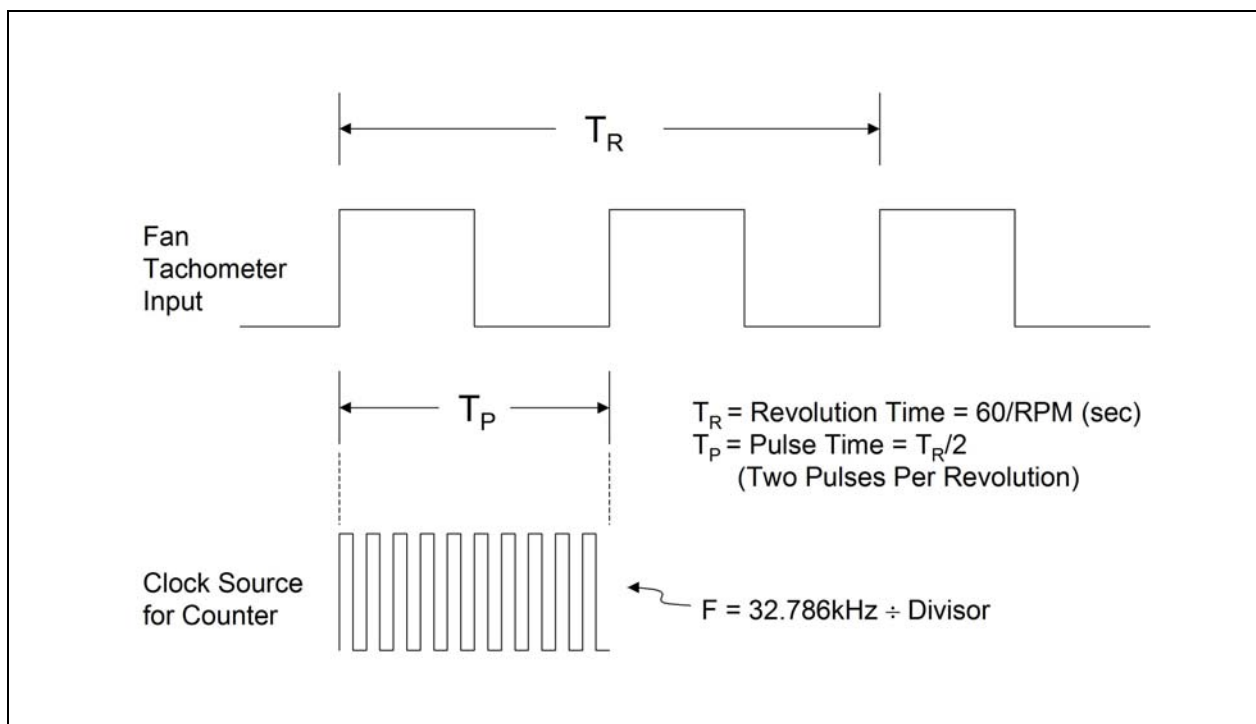 T_R
Fan
Tachometer
Input
T_P
T_R = Revolution Time = 60/RPM (sec)
T_P = Pulse Time = T_R/2
(Two Pulses Per Revolution)
Clock Source
for Counter
F = 32.786kHz ÷ Divisor